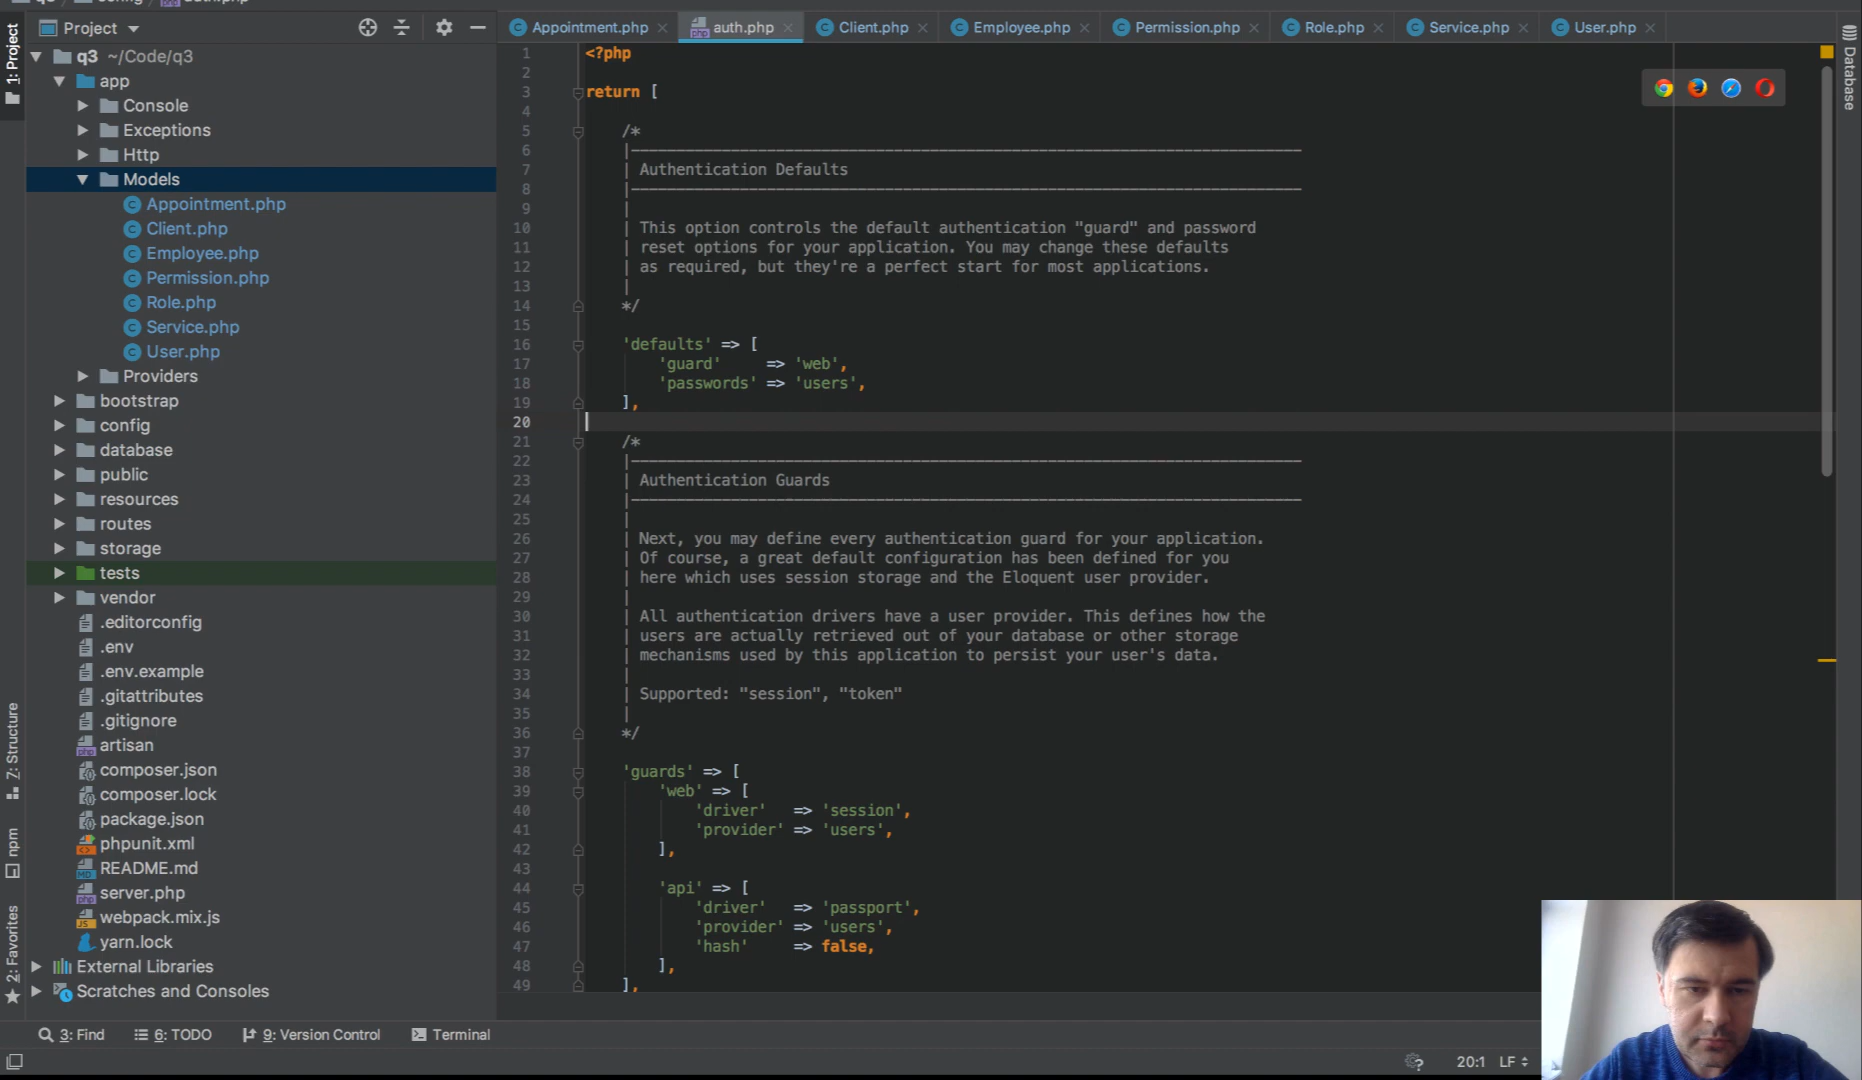 Project
q3 ~/Code/q3
app
Console
Exceptions
Http
Models
Appointment.php
Client.php
Employee.php
Permission.php
Role.php
Service.php
User.php
Providers
bootstrap
config
database
public
resources
routes
storage
tests
vendor
.editorconfig
.env
.env.example
.gitattributes
.gitignore
artisan
composer.json
composer.lock
package.json
phpunit.xml
README.md
server.php
webpack.mix.js
yarn.lock
External Libraries
Scratches and Consoles
1: Project
7: Structure
npm
2: Favorites
Appointment.php auth.php Client.php Employee.php Permission.php Role.php Service.php User.php
Database
1 <?php
2
3 return [
4
5 /*
6 |--------------------------------------------------------------------------
7 | Authentication Defaults
8 |--------------------------------------------------------------------------
9 |
10 | This option controls the default authentication "guard" and password
11 | reset options for your application. You may change these defaults
12 | as required, but they're a perfect start for most applications.
13 |
14 */
15
16 'defaults' => [
17 'guard' => 'web',
18 'passwords' => 'users',
19 ],
20
21 /*
22 |--------------------------------------------------------------------------
23 | Authentication Guards
24 |--------------------------------------------------------------------------
25 |
26 | Next, you may define every authentication guard for your application.
27 | Of course, a great default configuration has been defined for you
28 | here which uses session storage and the Eloquent user provider.
29 |
30 | All authentication drivers have a user provider. This defines how the
31 | users are actually retrieved out of your database or other storage
32 | mechanisms used by this application to persist your user's data.
33 |
34 | Supported: "session", "token"
35 |
36 */
37
38 'guards' => [
39 'web' => [
40 'driver' => 'session',
41 'provider' => 'users',
42 ],
43
44 'api' => [
45 'driver' => 'passport',
46 'provider' => 'users',
47 'hash' => false,
48 ],
49 ],
3: Find 6: TODO 9: Version Control Terminal
20:1 LF